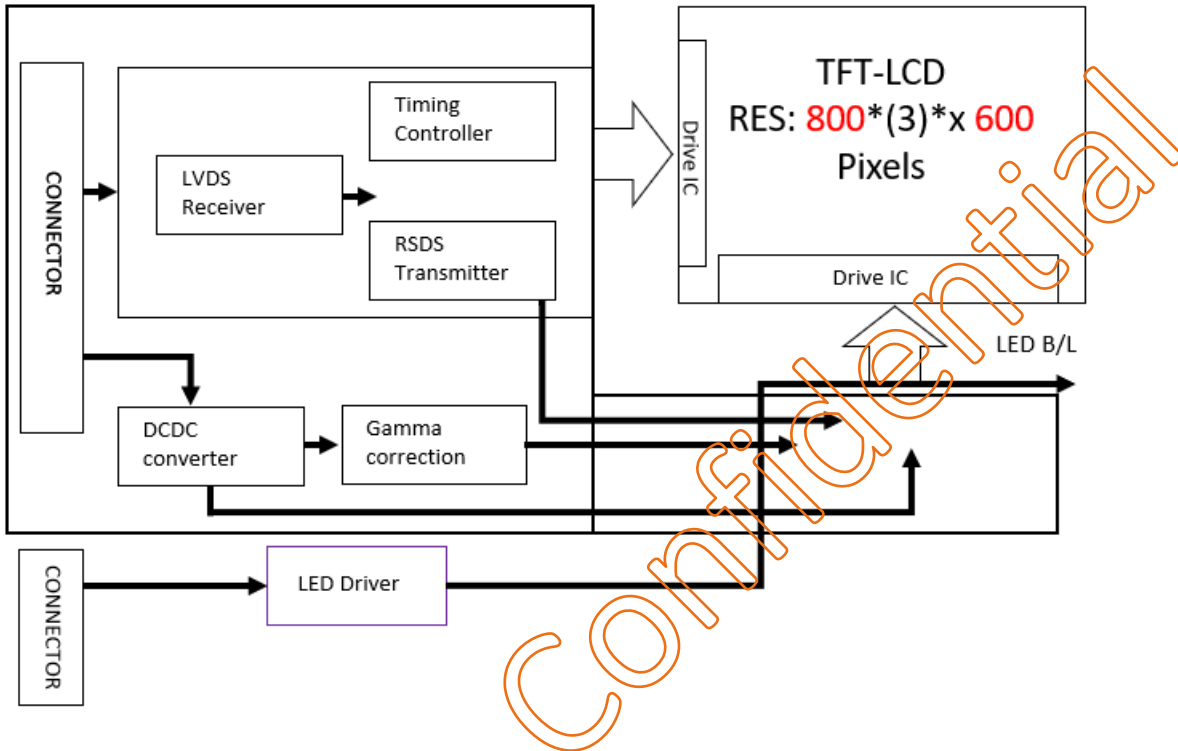 CONNECTOR
Timing
Controller
LVDS
Receiver
RSDS
Transmitter
DCDC
converter
Gamma
correction
Drive IC
TFT-LCD
RES: 800*(3)*x 600
Pixels
Drive IC
LED B/L
CONNECTOR
LED Driver
Confidential